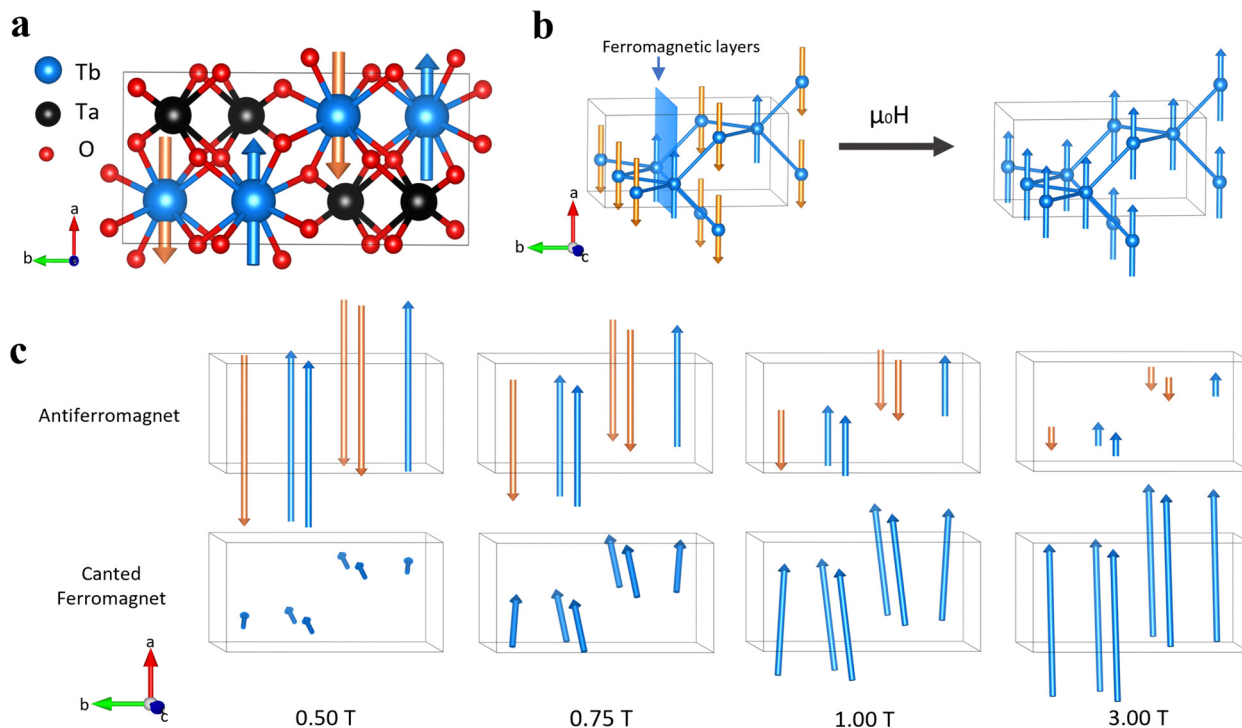 a
Tb
Ta
O
a
b
b
Ferromagnetic layers
μ₀H
a
b
c
c
Antiferromagnet
Canted
Ferromagnet
a
b
c
0.50 T
0.75 T
1.00 T
3.00 T